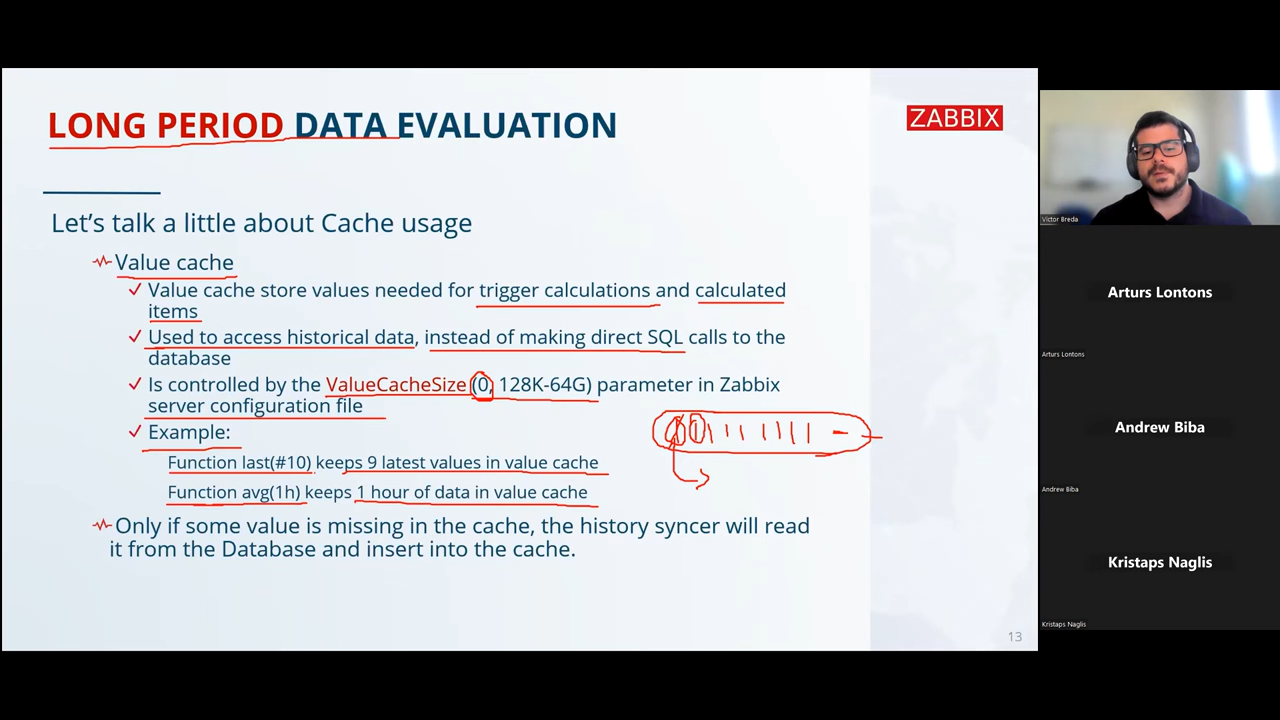 LONG PERIOD DATA EVALUATION
ZABBIX
Let's talk a little about Cache usage
Value cache
Value cache store values needed for trigger calculations and calculated
items
Used to access historical data, instead of making direct SQL calls to the
database
Is controlled by the ValueCacheSize (0, 128K-64G) parameter in Zabbix
server configuration file
Example:
Function last(#10) keeps 9 latest values in value cache
Function avg(1h) keeps 1 hour of data in value cache
Only if some value is missing in the cache, the history syncer will read
it from the Database and insert into the cache.
13
Victor Breda
Arturs Lontons
Arturs Lontons
Andrew Biba
Andrew Biba
Kristaps Naglis
Kristaps Naglis